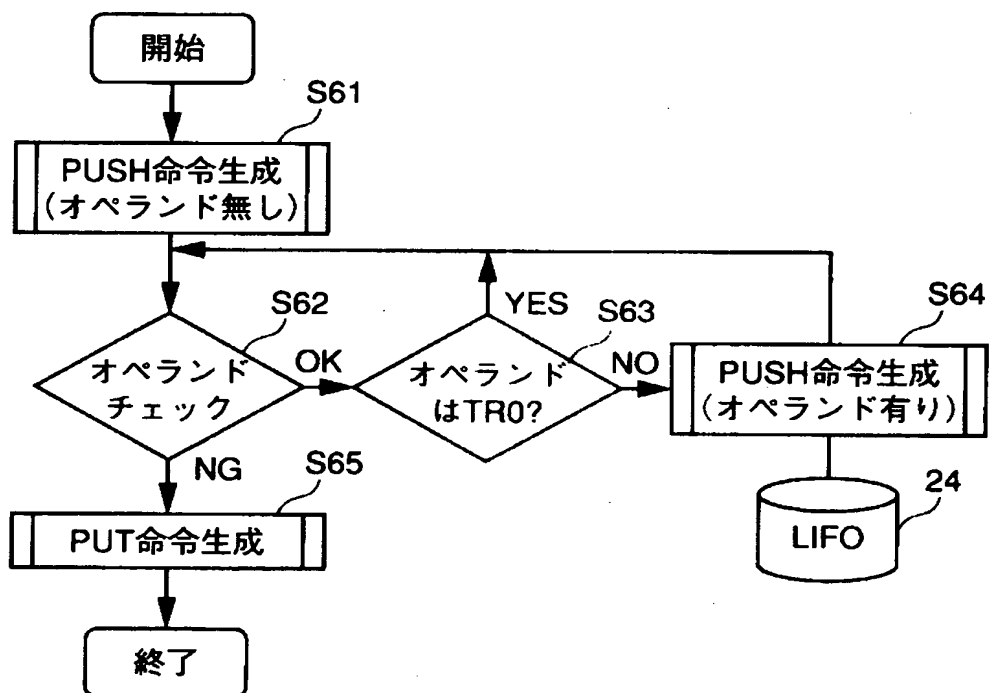 開始
S61
PUSH命令生成
(オペランド無し)
S62
オペランド
チェック
OK
NG
YES
S63
オペランド
はTR0?
NO
S64
PUSH命令生成
(オペランド有り)
24
LIFO
S65
PUT命令生成
終了